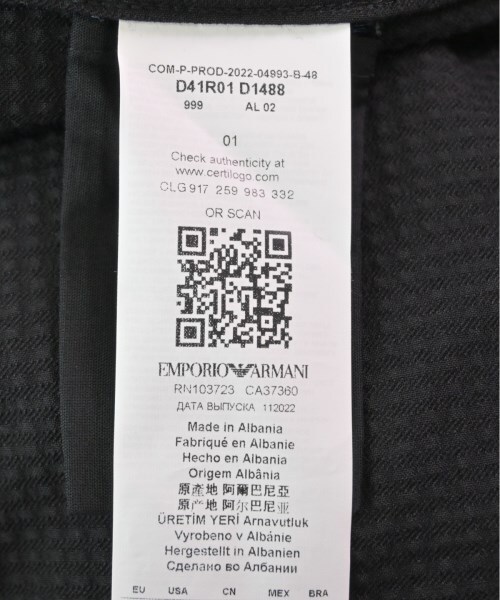 COM-P-PROD-2022-04993-B-48
D41R01 D1488
999 AL 02
01
Check authenticity at
www.certilogo.com
CLG 917 259 983 332
OR SCAN
EMPORIO ARMANI
RN103723 CA37360
ДАТА ВЫПУСКА 112022
Made in Albania
Fabriqué en Albanie
Hecho en Albania
Origem Albânia
原產地 阿爾巴尼亞
原产地 阿尔巴尼亚
ÜRETİM YERİ Arnavutluk
Vyrobeno v Albánie
Hergestellt in Albanien
Сделано во Албании
EU USA CN MEX BRA